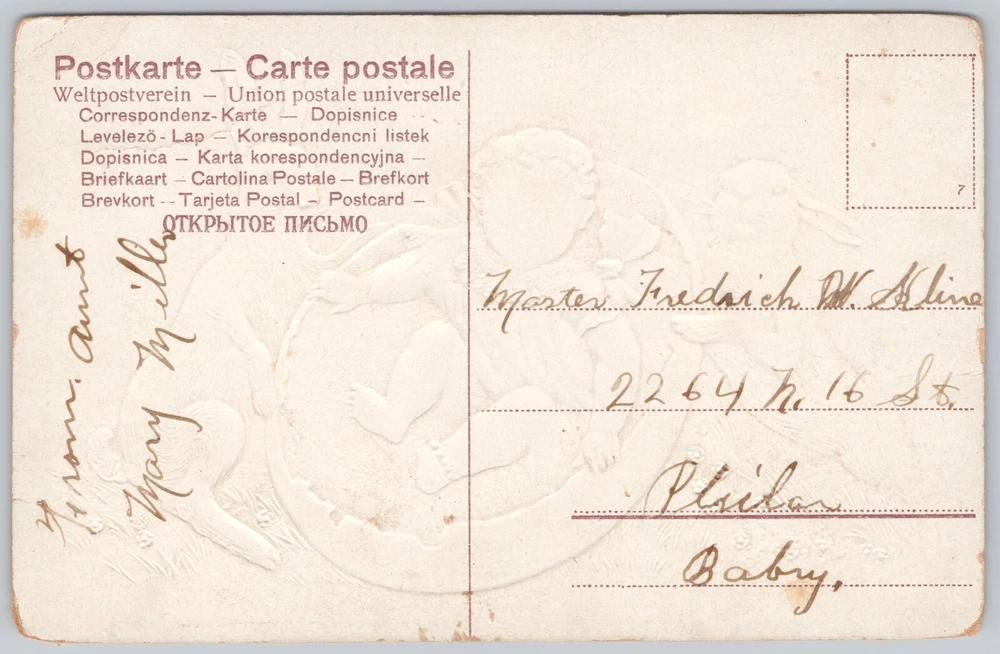 Postkarte — Carte postale
Weltpostverein — Union postale universelle
Correspondenz-Karte — Dopisnice
Levelezö-Lap — Korespondencni listek
Dopisnica — Karta korespondencyjna —
Briefkaart — Cartolina Postale — Brefkort
Brevkort -- Tarjeta Postal — Postcard —
ОТКРЫТОЕ ПИСЬМО
From. Aunt
Mary Miller
7
Master Fredrich W. Kline
2264 N. 16 St.
Phila
Babry,